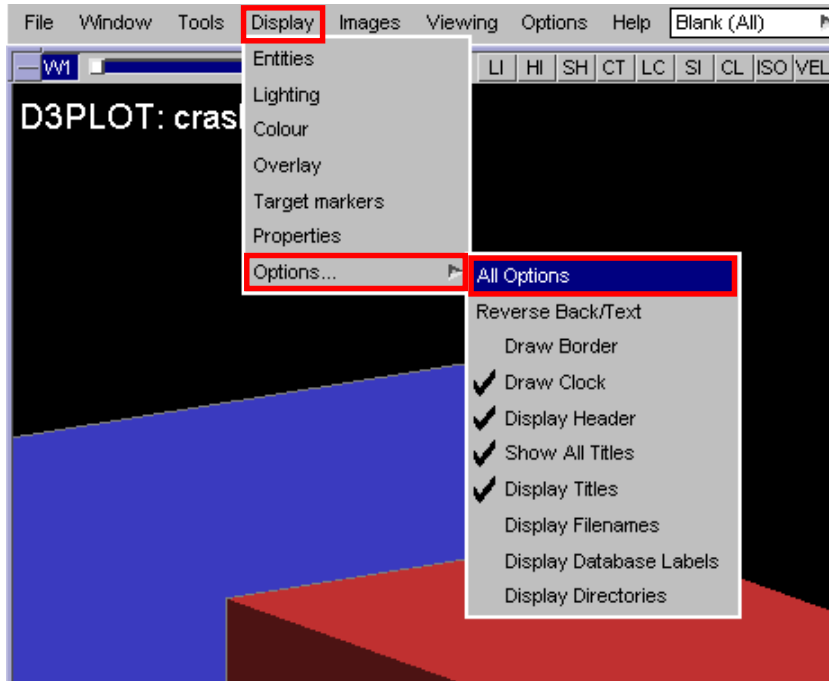 File Window Tools Display Images Viewing Options Help Blank (All)
W1 LI HI SH CT LC SI CL ISO VEL
Entities
Lighting
D3PLOT: cras
Colour
Overlay
Target markers
Properties
Options...
All Options
Reverse Back/Text
Draw Border
Draw Clock
Display Header
Show All Titles
Display Titles
Display Filenames
Display Database Labels
Display Directories